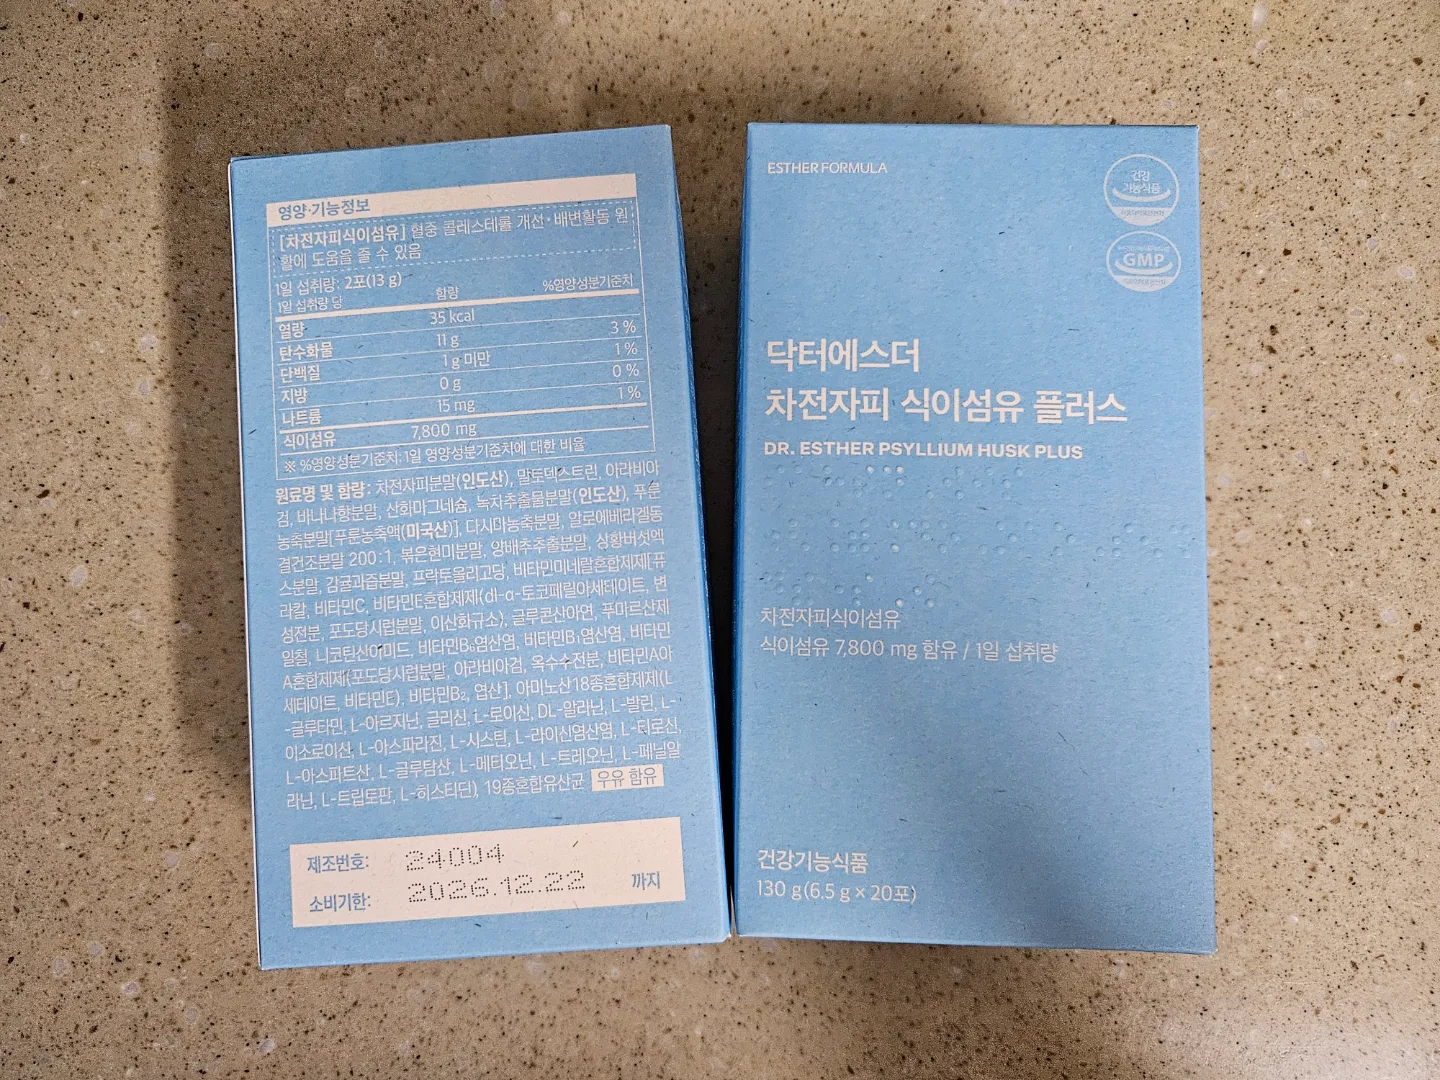 영양·기능정보
[차전자피식이섬유] 혈중 콜레스테롤 개선·배변활동 원
활에 도움을 줄 수 있음
1일 섭취량: 2포(13 g)
1일 섭취량 당 함량 %영양성분기준치
열량 35 kcal
탄수화물 11 g 3 %
단백질 1 g 미만 1 %
지방 0 g 0 %
나트륨 15 mg 1 %
식이섬유 7,800 mg
※ %영양성분기준치: 1일 영양성분기준치에 대한 비율
원료명 및 함량: 차전자피분말(인도산), 말토덱스트린, 아라비아
검, 바나나향분말, 산화마그네슘, 녹차추출물분말(인도산), 푸룬
농축분말[푸룬농축액(미국산)], 다시마농축분말, 알로에베라겔동
결건조분말 200:1, 볶은현미분말, 양배추추출분말, 상황버섯엑
스분말, 감귤과즙분말, 프락토올리고당, 비타민미네랄혼합제제[퓨
라칼, 비타민C, 비타민E혼합제제(dl-α-토코페릴아세테이트, 변
성전분, 포도당시럽분말, 이산화규소), 글루콘산아연, 푸마르산제
일철, 니코틴산아미드, 비타민B₆염산염, 비타민B₁염산염, 비타민
A혼합제제(포도당시럽분말, 아라비아검, 옥수수전분, 비타민A아
세테이트, 비타민E), 비타민B₂, 엽산], 아미노산18종혼합제제(L
-글루타민, L-아르지닌, 글리신, L-로이신, DL-알라닌, L-발린, L-
이소로이신, L-아스파라진, L-시스틴, L-라이신염산염, L-티로신,
L-아스파트산, L-글루탐산, L-메티오닌, L-트레오닌, L-페닐알
라닌, L-트립토판, L-히스티딘), 19종혼합유산균 우유 함유
제조번호: 24004
소비기한: 2026.12.22 까지
ESTHER FORMULA
건강
기능식품
GMP
닥터에스더
차전자피 식이섬유 플러스
DR. ESTHER PSYLLIUM HUSK PLUS
차전자피식이섬유
식이섬유 7,800 mg 함유 / 1일 섭취량
건강기능식품
130 g(6.5 g × 20포)